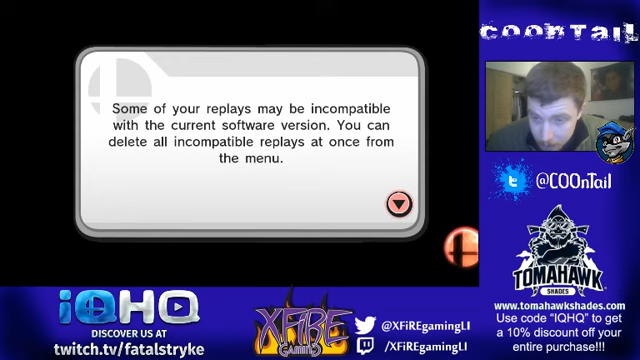 COOnTAIL
Some of your replays may be incompatible
with the current software version. You can
delete all incompatible replays at once from
the menu.
@COOnTail
TOMAHAWK
SHADES
www.tomahawkshades.com
Use code "IQHQ" to get
a 10% discount off your
entire purchase!!!
iQHQ
DISCOVER US AT
twitch.tv/fatalstryke
XFiRE
GAMING
@XFiREgamingLI
/XFiREgamingLI